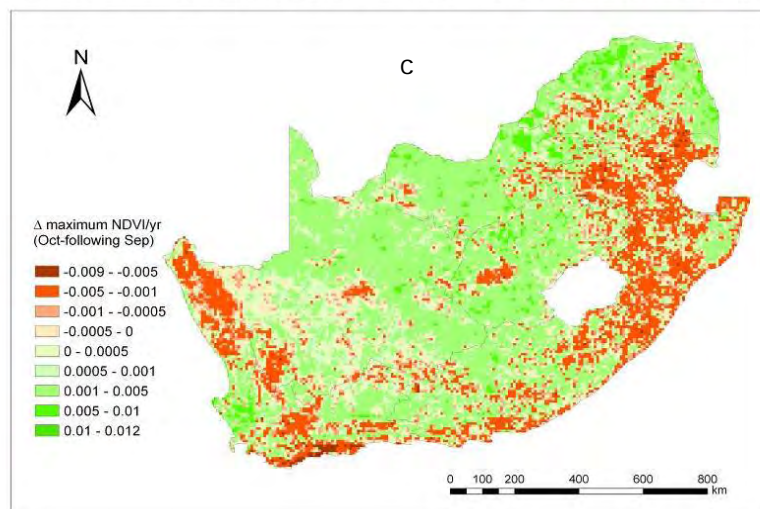 C
N
Δ maximum NDVI/yr
(Oct-following Sep)
-0.009 - -0.005
-0.005 - -0.001
-0.001 - -0.0005
-0.0005 - 0
0 - 0.0005
0.0005 - 0.001
0.001 - 0.005
0.005 - 0.01
0.01 - 0.012
0 100 200 400 600 800
km